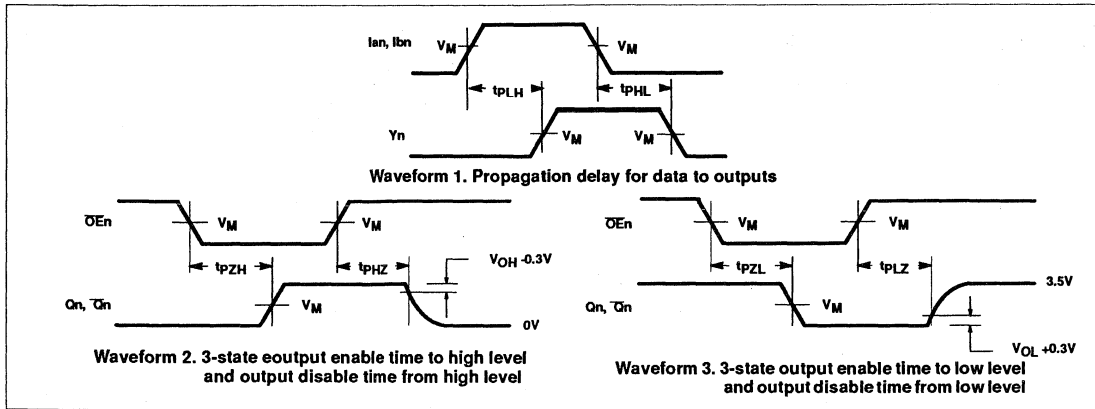 Ian, Ibn VM VM
tPLH tPHL
Yn VM VM
Waveform 1. Propagation delay for data to outputs
OEn VM VM
tPZH tPHZ VOH -0.3V
Qn, Qn VM 0V
Waveform 2. 3-state eoutput enable time to high level
and output disable time from high level
OEn VM VM
tPZL tPLZ 3.5V
Qn, Qn VM
VOL +0.3V
Waveform 3. 3-state output enable time to low level
and output disable time from low level